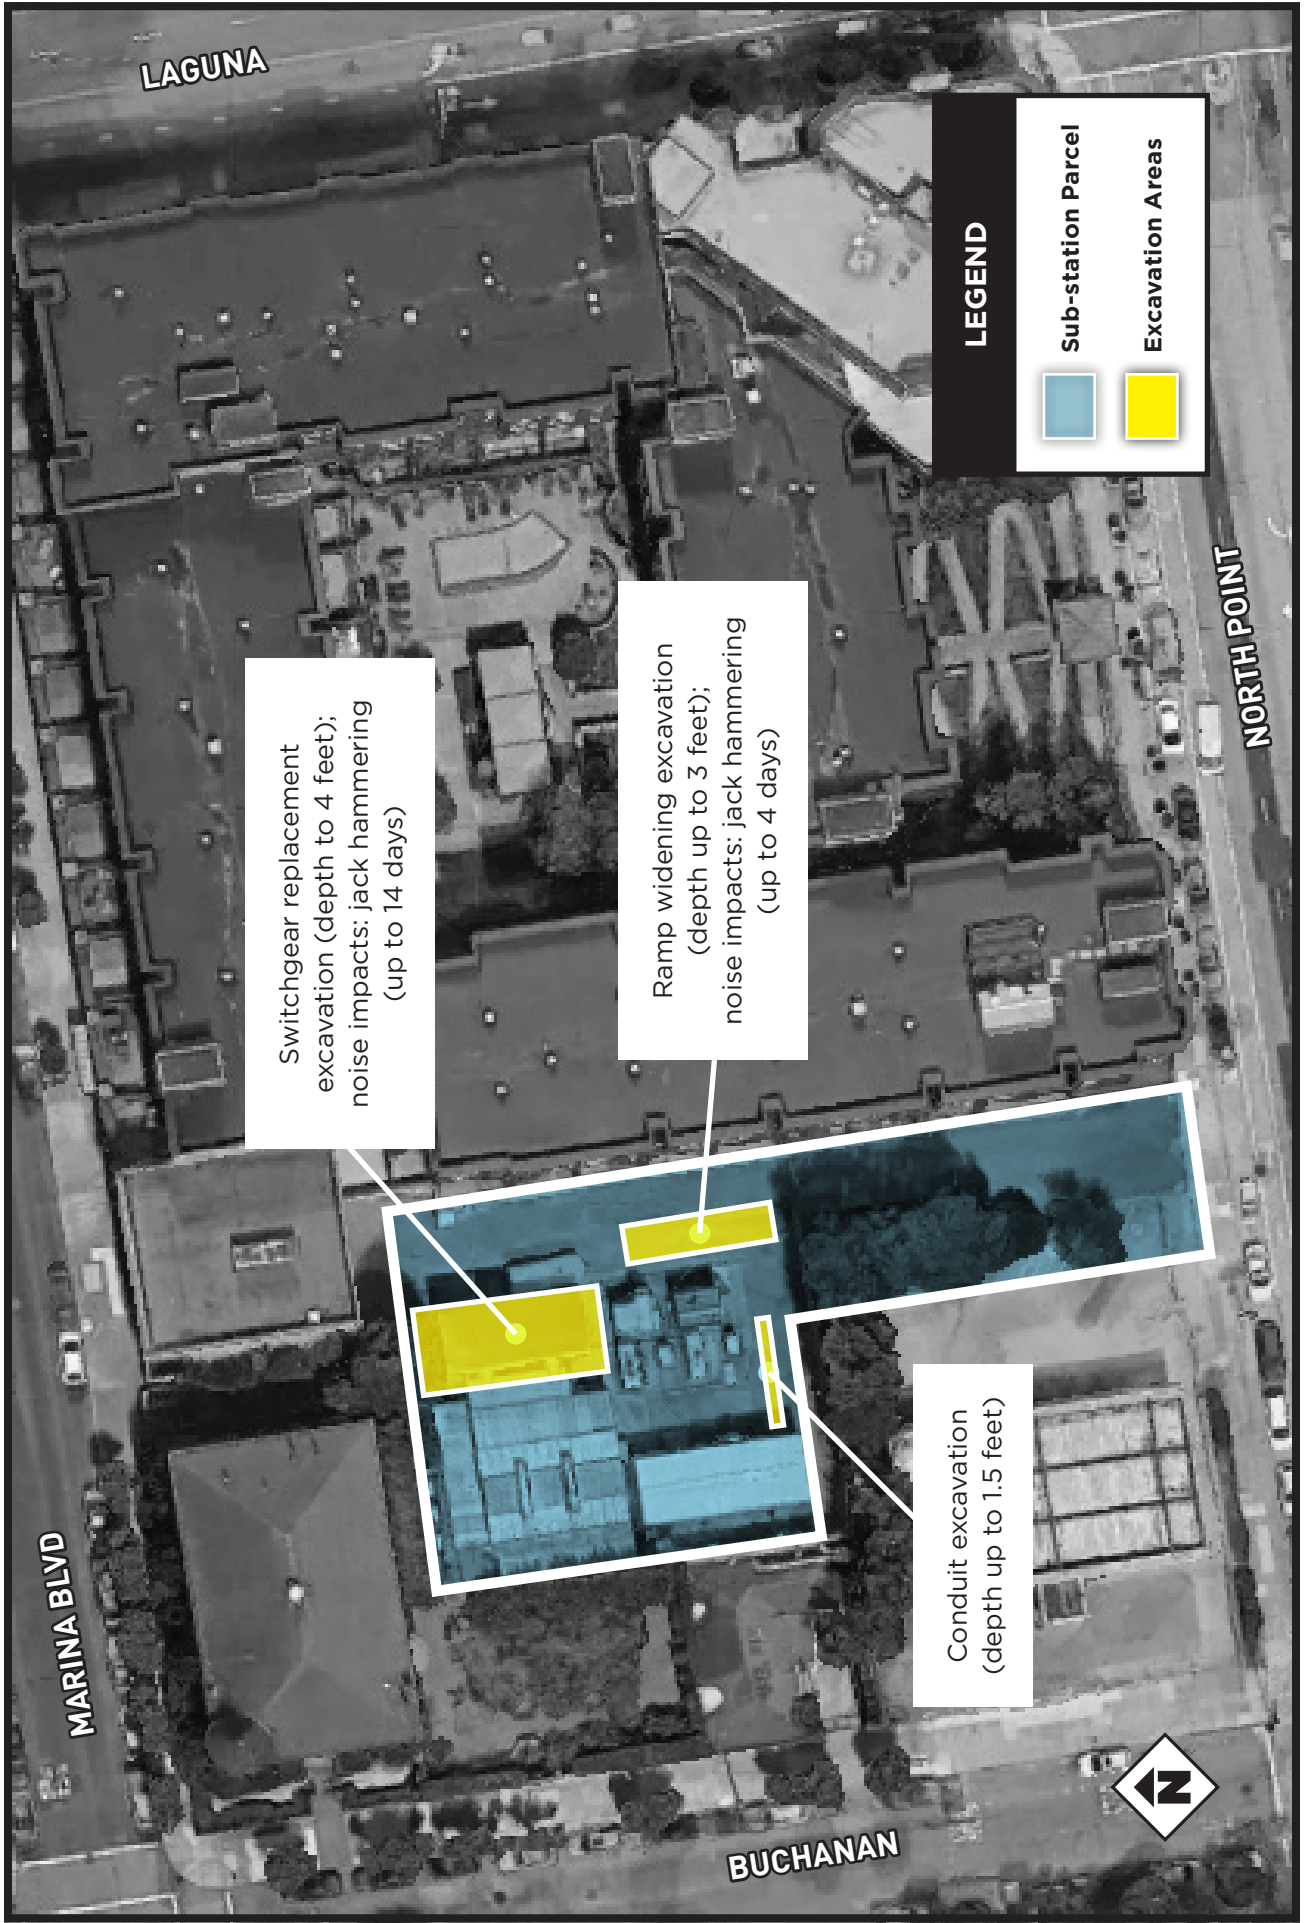 MARINA BLVD
LAGUNA
Switchgear replacement
excavation (depth to 4 feet);
noise impacts: jack hammering
(up to 14 days)
Ramp widening excavation
(depth up to 3 feet);
noise impacts: jack hammering
(up to 4 days)
Conduit excavation
(depth up to 1.5 feet)
BUCHANAN
NORTH POINT
LEGEND
Sub-station Parcel
Excavation Areas
N